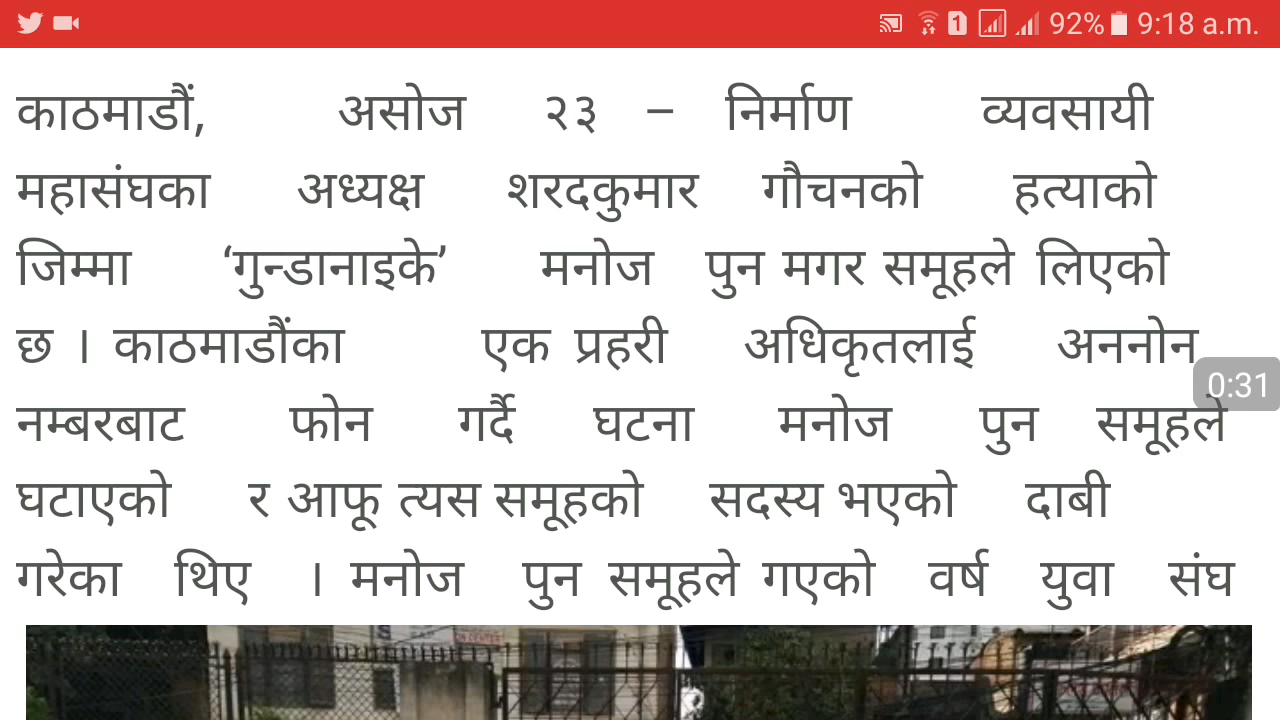 92% 9:18 a.m.
काठमाडौं, असोज २३ – निर्माण व्यवसायी
महासंघका अध्यक्ष शरदकुमार गौचनको हत्याको
जिम्मा ‘गुन्डानाइके’ मनोज पुन मगर समूहले लिएको
छ । काठमाडौंका एक प्रहरी अधिकृतलाई अननोन
0:31
नम्बरबाट फोन गर्दै घटना मनोज पुन समूहले
घटाएको र आफू त्यस समूहको सदस्य भएको दाबी
गरेका थिए । मनोज पुन समूहले गएको वर्ष युवा संघ